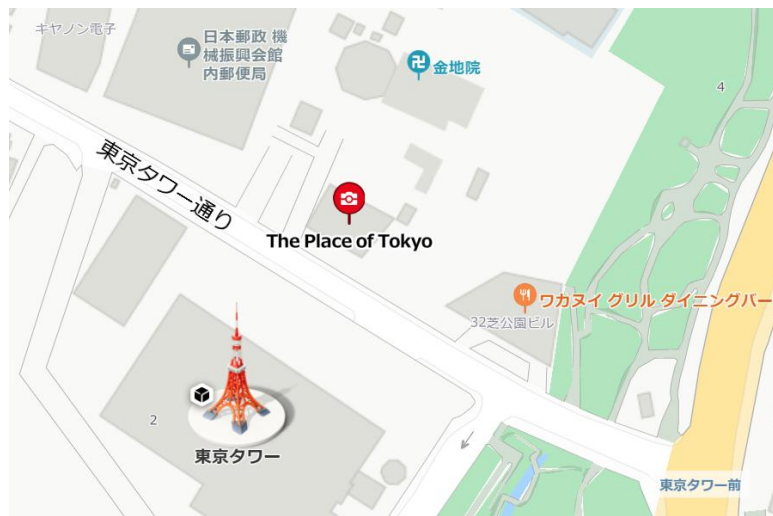 キヤノン電子
日本郵政 機
械振興会館
内郵便局
金地院
4
東京タワー通り
The Place of Tokyo
ワカヌイ グリル ダイニングバー
32芝公園ビル
2
東京タワー
東京タワー前